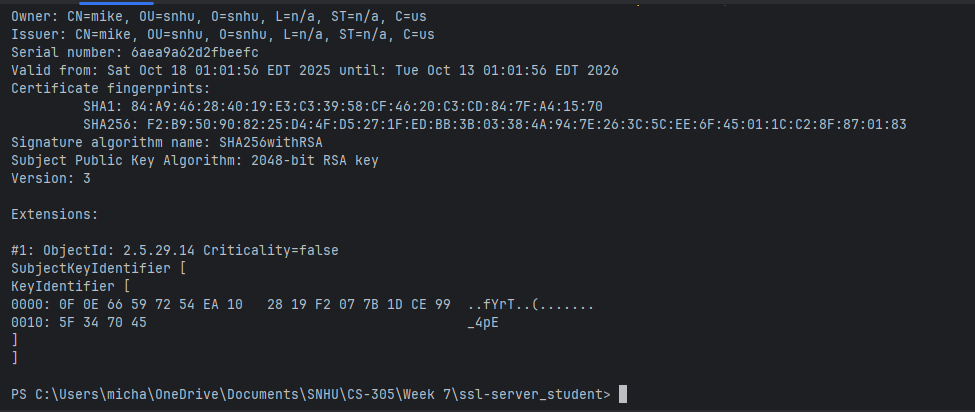 Owner: CN=mike, OU=snhu, O=snhu, L=n/a, ST=n/a, C=us
Issuer: CN=mike, OU=snhu, O=snhu, L=n/a, ST=n/a, C=us
Serial number: 6aea9a62d2fbeefc
Valid from: Sat Oct 18 01:01:56 EDT 2025 until: Tue Oct 13 01:01:56 EDT 2026
Certificate fingerprints:
SHA1: 84:A9:46:28:40:19:E3:C3:39:58:CF:46:20:C3:CD:84:7F:A4:15:70
SHA256: F2:B9:50:90:82:25:D4:4F:D5:27:1F:ED:BB:3B:03:38:4A:94:7E:26:3C:5C:EE:6F:45:01:1C:C2:8F:87:01:83
Signature algorithm name: SHA256withRSA
Subject Public Key Algorithm: 2048-bit RSA key
Version: 3
Extensions:
#1: ObjectId: 2.5.29.14 Criticality=false
SubjectKeyIdentifier [
KeyIdentifier [
0000: 0F 0E 66 59 72 54 EA 10   28 19 F2 07 7B 1D CE 99  ..fYrT..(.......
0010: 5F 34 70 45                                        _4pE
]
]
PS C:\Users\micha\OneDrive\Documents\SNHU\CS-305\Week 7\ssl-server_student>